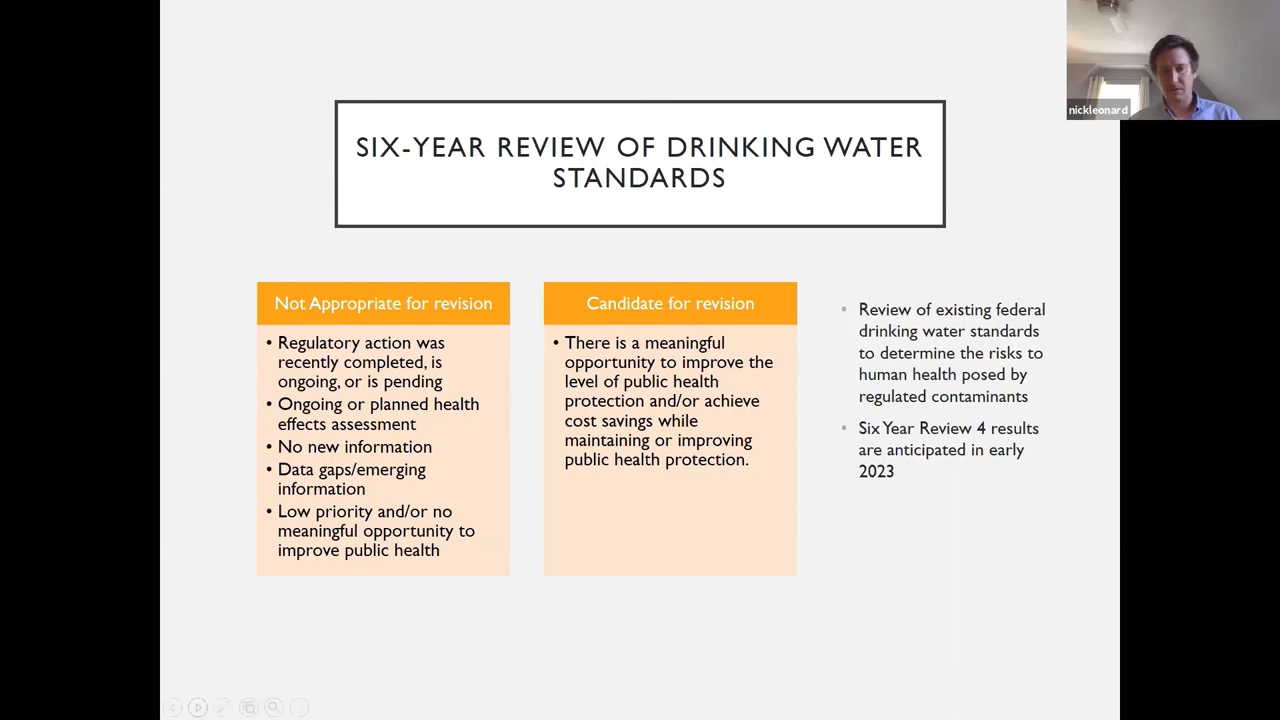 SIX-YEAR REVIEW OF DRINKING WATER
STANDARDS
Not Appropriate for revision
• Regulatory action was
recently completed, is
ongoing, or is pending
• Ongoing or planned health
effects assessment
• No new information
• Data gaps/emerging
information
• Low priority and/or no
meaningful opportunity to
improve public health
Candidate for revision
• There is a meaningful
opportunity to improve the
level of public health
protection and/or achieve
cost savings while
maintaining or improving
public health protection.
• Review of existing federal
drinking water standards
to determine the risks to
human health posed by
regulated contaminants
• Six Year Review 4 results
are anticipated in early
2023
nickleonard